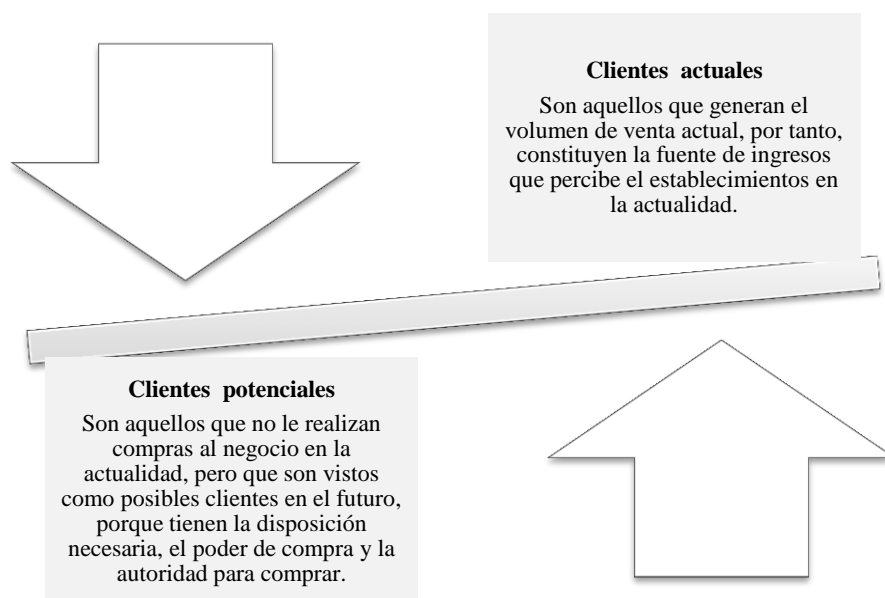 Clientes actuales
Son aquellos que generan el
volumen de venta actual, por tanto,
constituyen la fuente de ingresos
que percibe el establecimientos en
la actualidad.
Clientes potenciales
Son aquellos que no le realizan
compras al negocio en la
actualidad, pero que son vistos
como posibles clientes en el futuro,
porque tienen la disposición
necesaria, el poder de compra y la
autoridad para comprar.